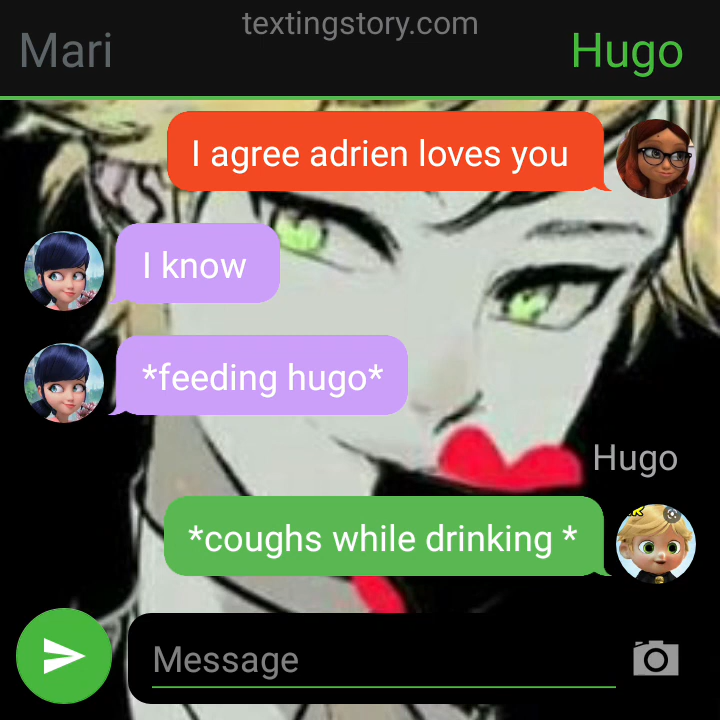 textingstory.com
Mari
Hugo
I agree adrien loves you
I know
*feeding hugo*
Hugo
*coughs while drinking *
Message